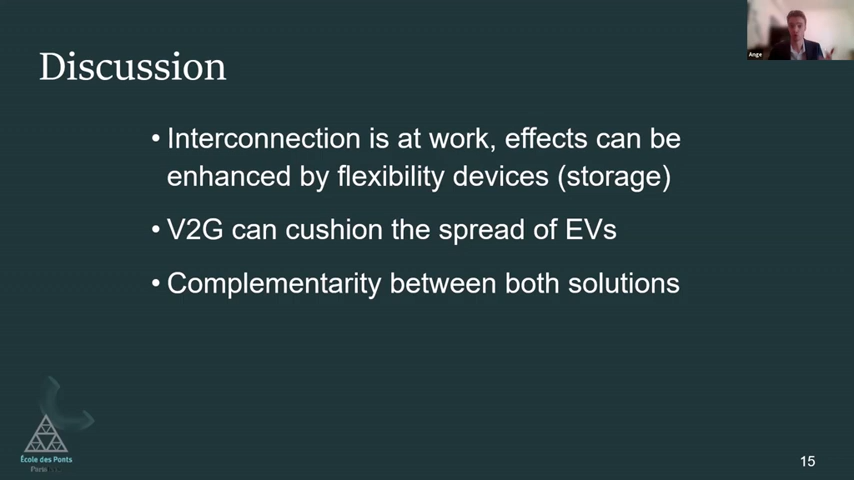 Ange
Discussion
• Interconnection is at work, effects can be
enhanced by flexibility devices (storage)
• V2G can cushion the spread of EVs
• Complementarity between both solutions
École des Ponts
Paris
15